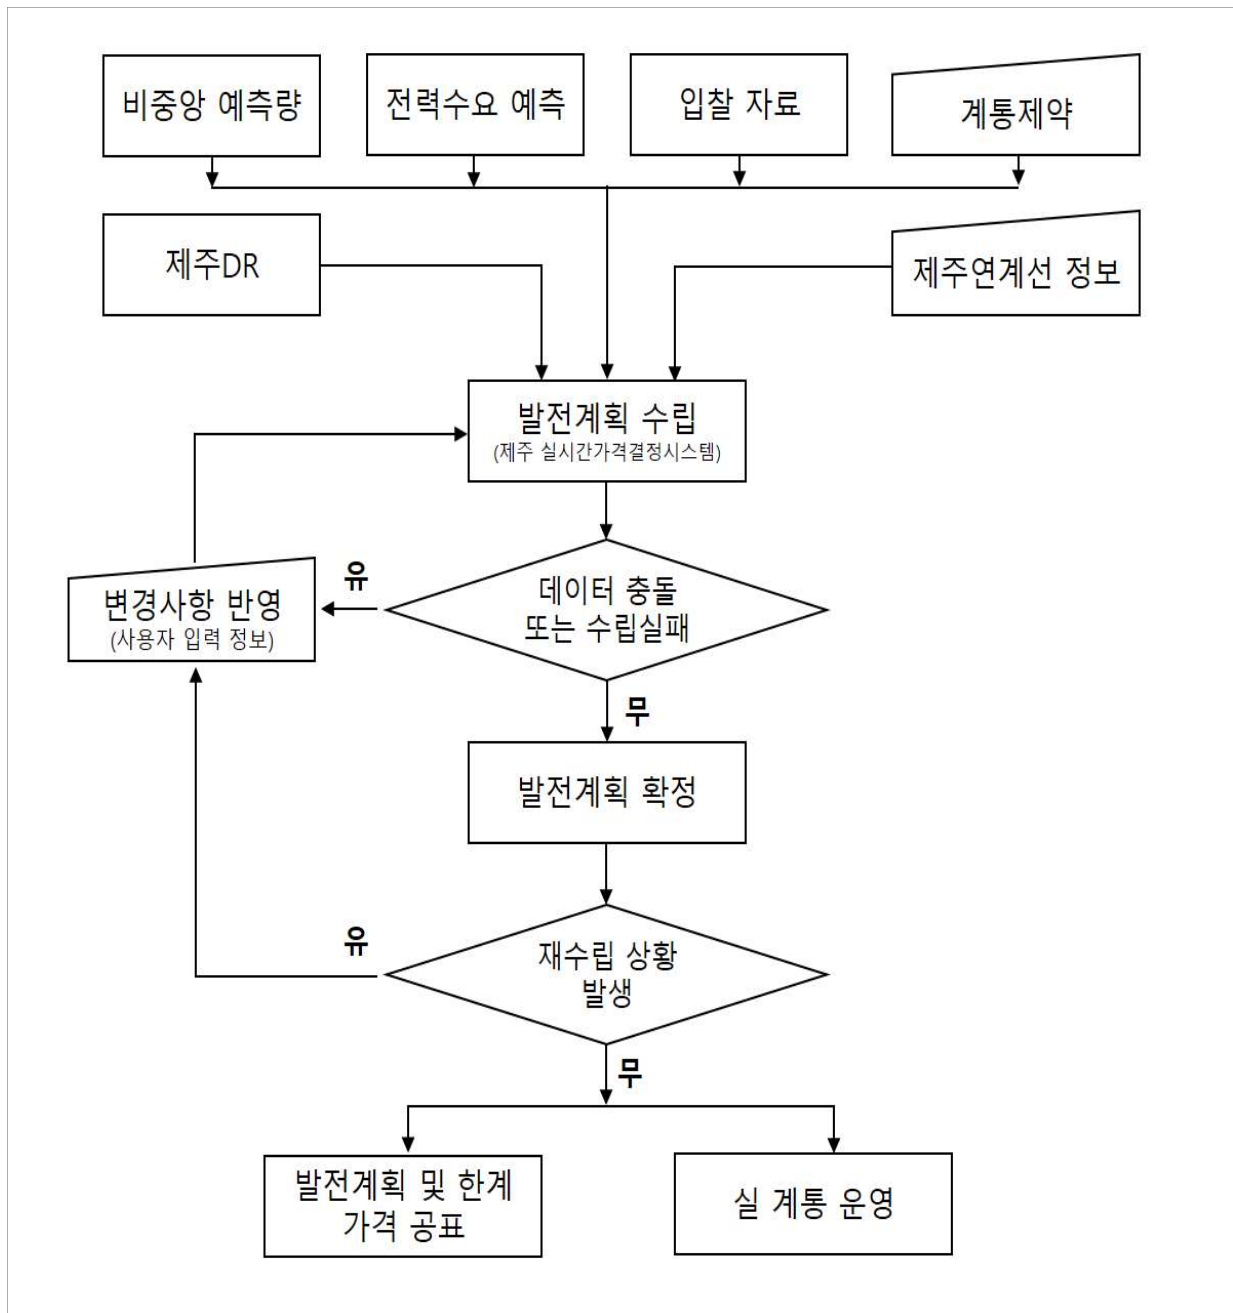 비중앙 예측량
전력수요 예측
입찰 자료
계통제약
제주DR
제주연계선 정보
발전계획 수립
(제주 실시간가격결정시스템)
유
데이터 충돌
또는 수립실패
변경사항 반영
(사용자 입력 정보)
무
발전계획 확정
유
재수립 상황
발생
무
발전계획 및 한계
가격 공표
실 계통 운영